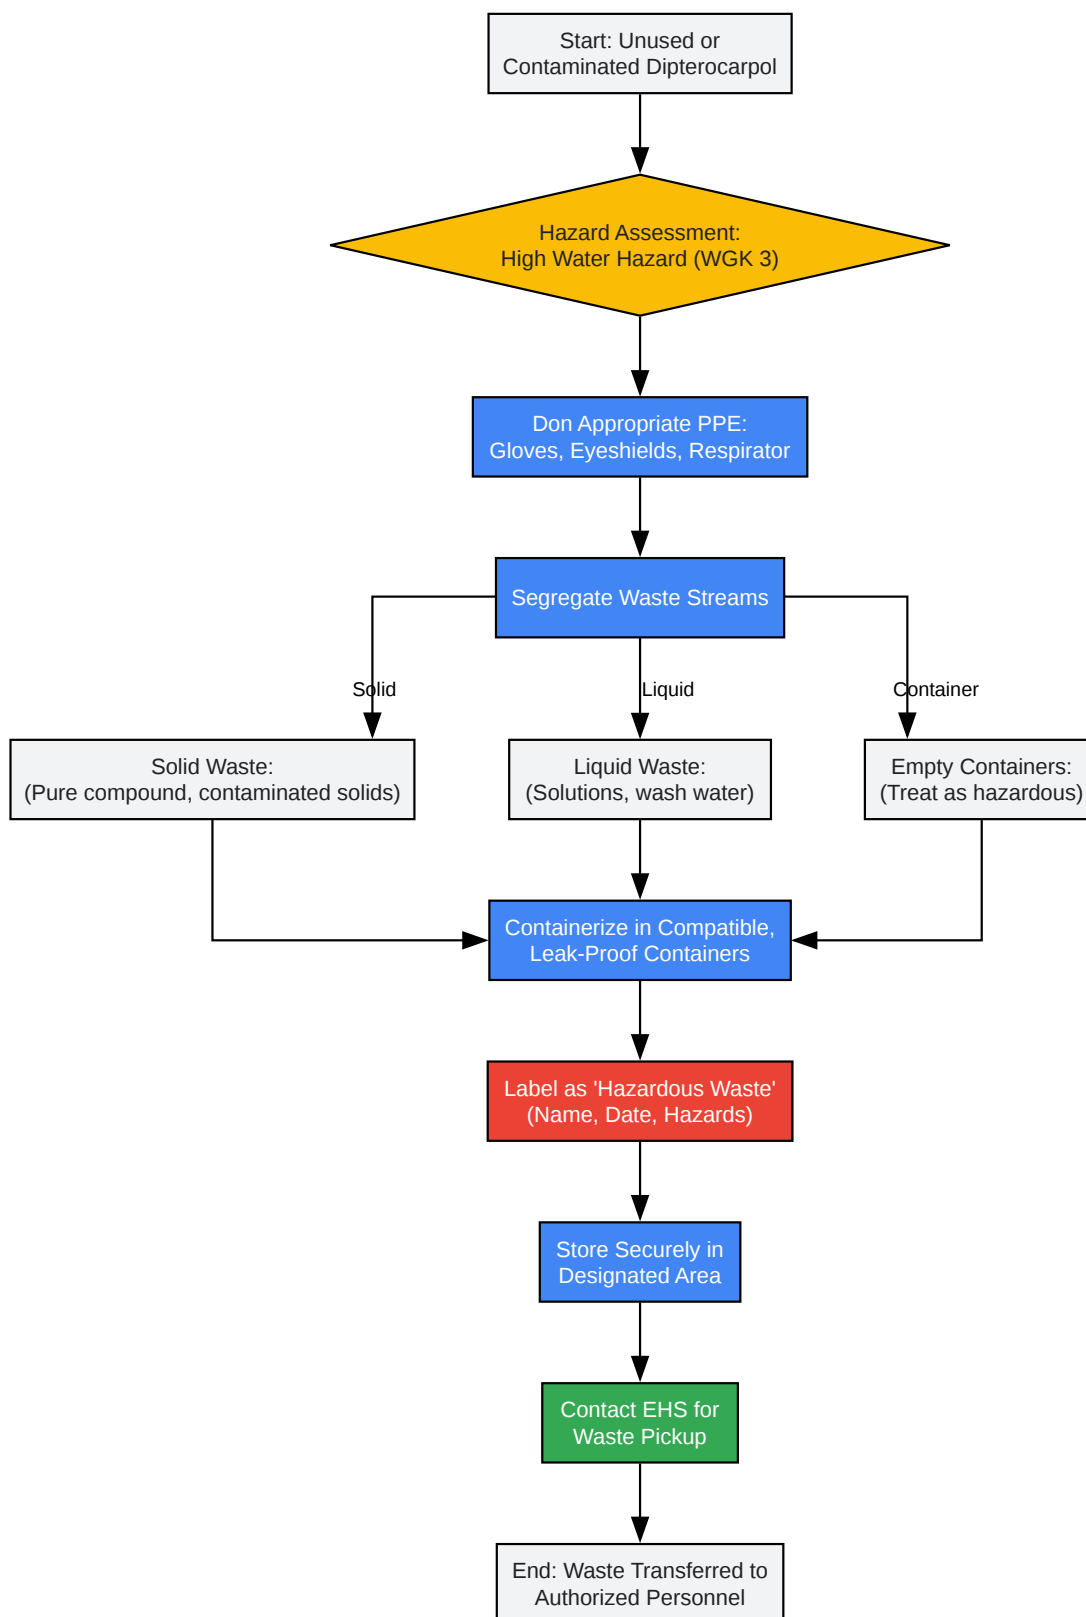 Start: Unused or
Contaminated Dipterocarpol
Hazard Assessment:
High Water Hazard (WGK 3)
Don Appropriate PPE:
Gloves, Eyeshields, Respirator
Segregate Waste Streams
Solid
Liquid
Container
Solid Waste:
(Pure compound, contaminated solids)
Liquid Waste:
(Solutions, wash water)
Empty Containers:
(Treat as hazardous)
Containerize in Compatible,
Leak-Proof Containers
Label as 'Hazardous Waste'
(Name, Date, Hazards)
Store Securely in
Designated Area
Contact EHS for
Waste Pickup
End: Waste Transferred to
Authorized Personnel